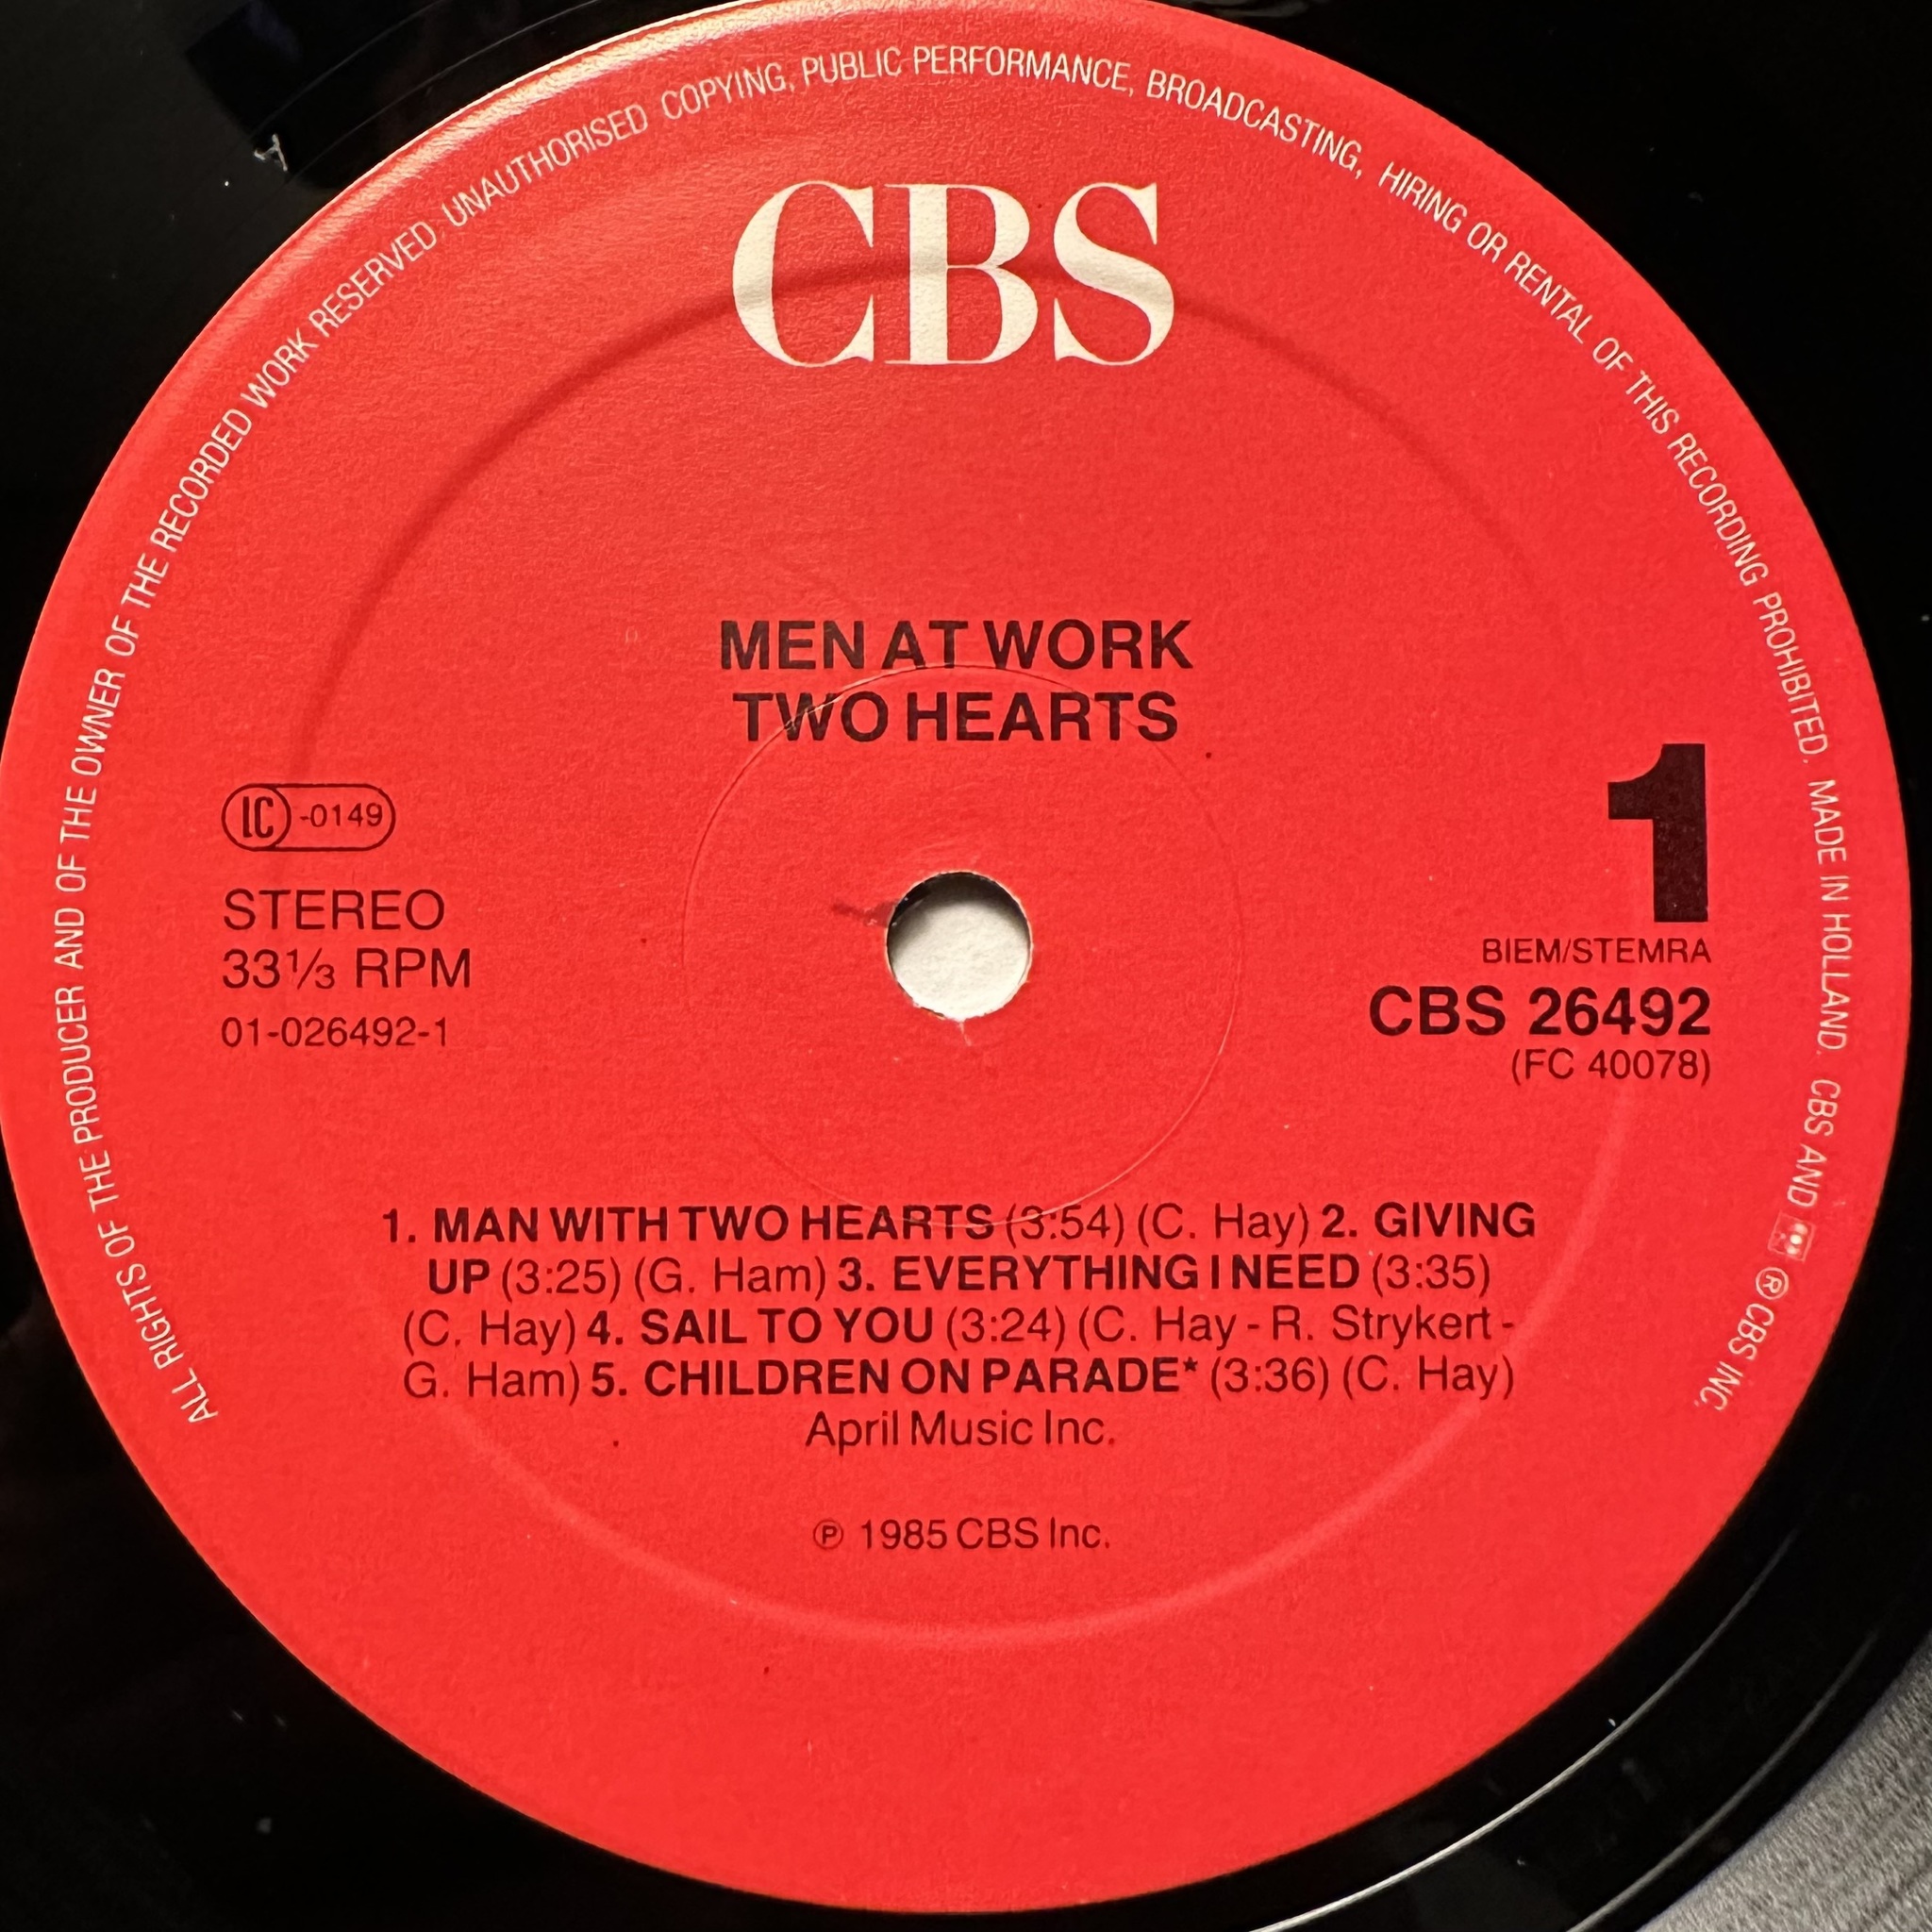 ALL RIGHTS OF THE PRODUCER AND OF THE OWNER OF THE RECORDED WORK RESERVED. UNAUTHORISED COPYING, PUBLIC PERFORMANCE, BROADCASTING, HIRING OR RENTAL OF THIS RECORDING PROHIBITED. MADE IN HOLLAND. CBS AND ® CBS INC.
CBS
MEN AT WORK
TWO HEARTS
LC -0149
STEREO
33⅓ RPM
01-026492-1
1
BIEM/STEMRA
CBS 26492
(FC 40078)
1. MAN WITH TWO HEARTS (3:54) (C. Hay) 2. GIVING
UP (3:25) (G. Ham) 3. EVERYTHING I NEED (3:35)
(C. Hay) 4. SAIL TO YOU (3:24) (C. Hay - R. Strykert -
G. Ham) 5. CHILDREN ON PARADE* (3:36) (C. Hay)
April Music Inc.
℗ 1985 CBS Inc.